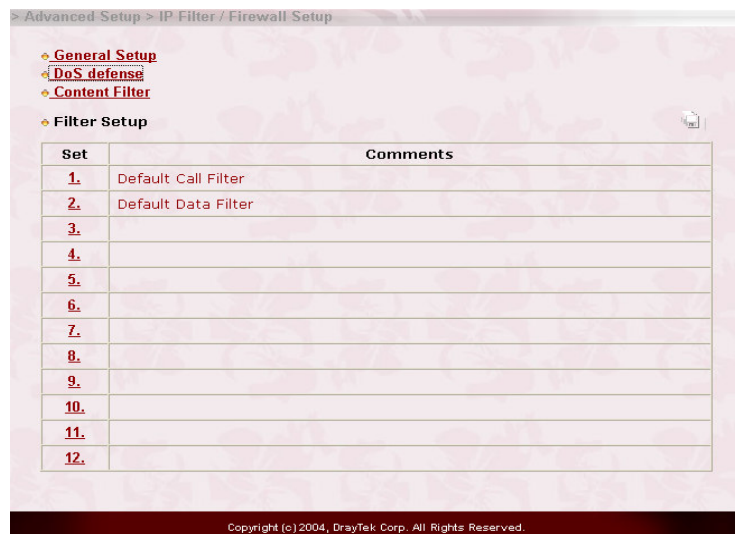 > Advanced Setup > IP Filter / Firewall Setup
General Setup
DoS defense
Content Filter
Filter Setup
Set Comments
1. Default Call Filter
2. Default Data Filter
3.
4.
5.
6.
7.
8.
9.
10.
11.
12.
Copyright (c) 2004, DrayTek Corp. All Rights Reserved.